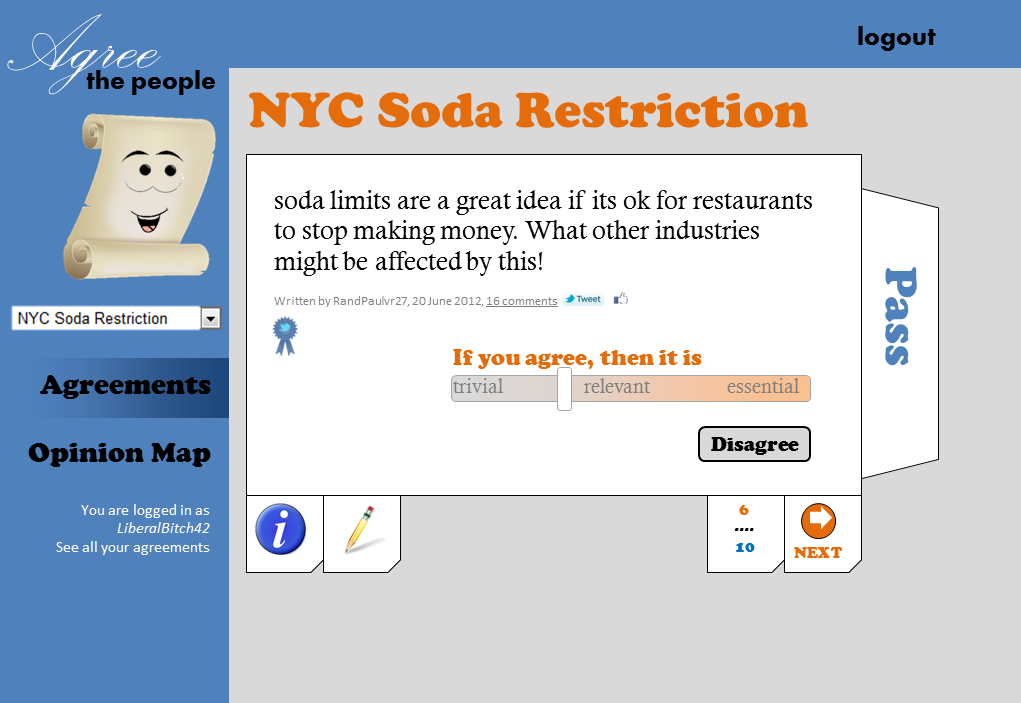 Agree
the people
logout
NYC Soda Restriction
soda limits are a great idea if its ok for restaurants
to stop making money. What other industries
might be affected by this!
Written by RandPaulvr27, 20 June 2012, 16 comments Tweet
Pass
NYC Soda Restriction
If you agree, then it is
trivial relevant essential
Agreements
Disagree
Opinion Map
You are logged in as
LiberalBitch42
See all your agreements
i
6
....
10
NEXT